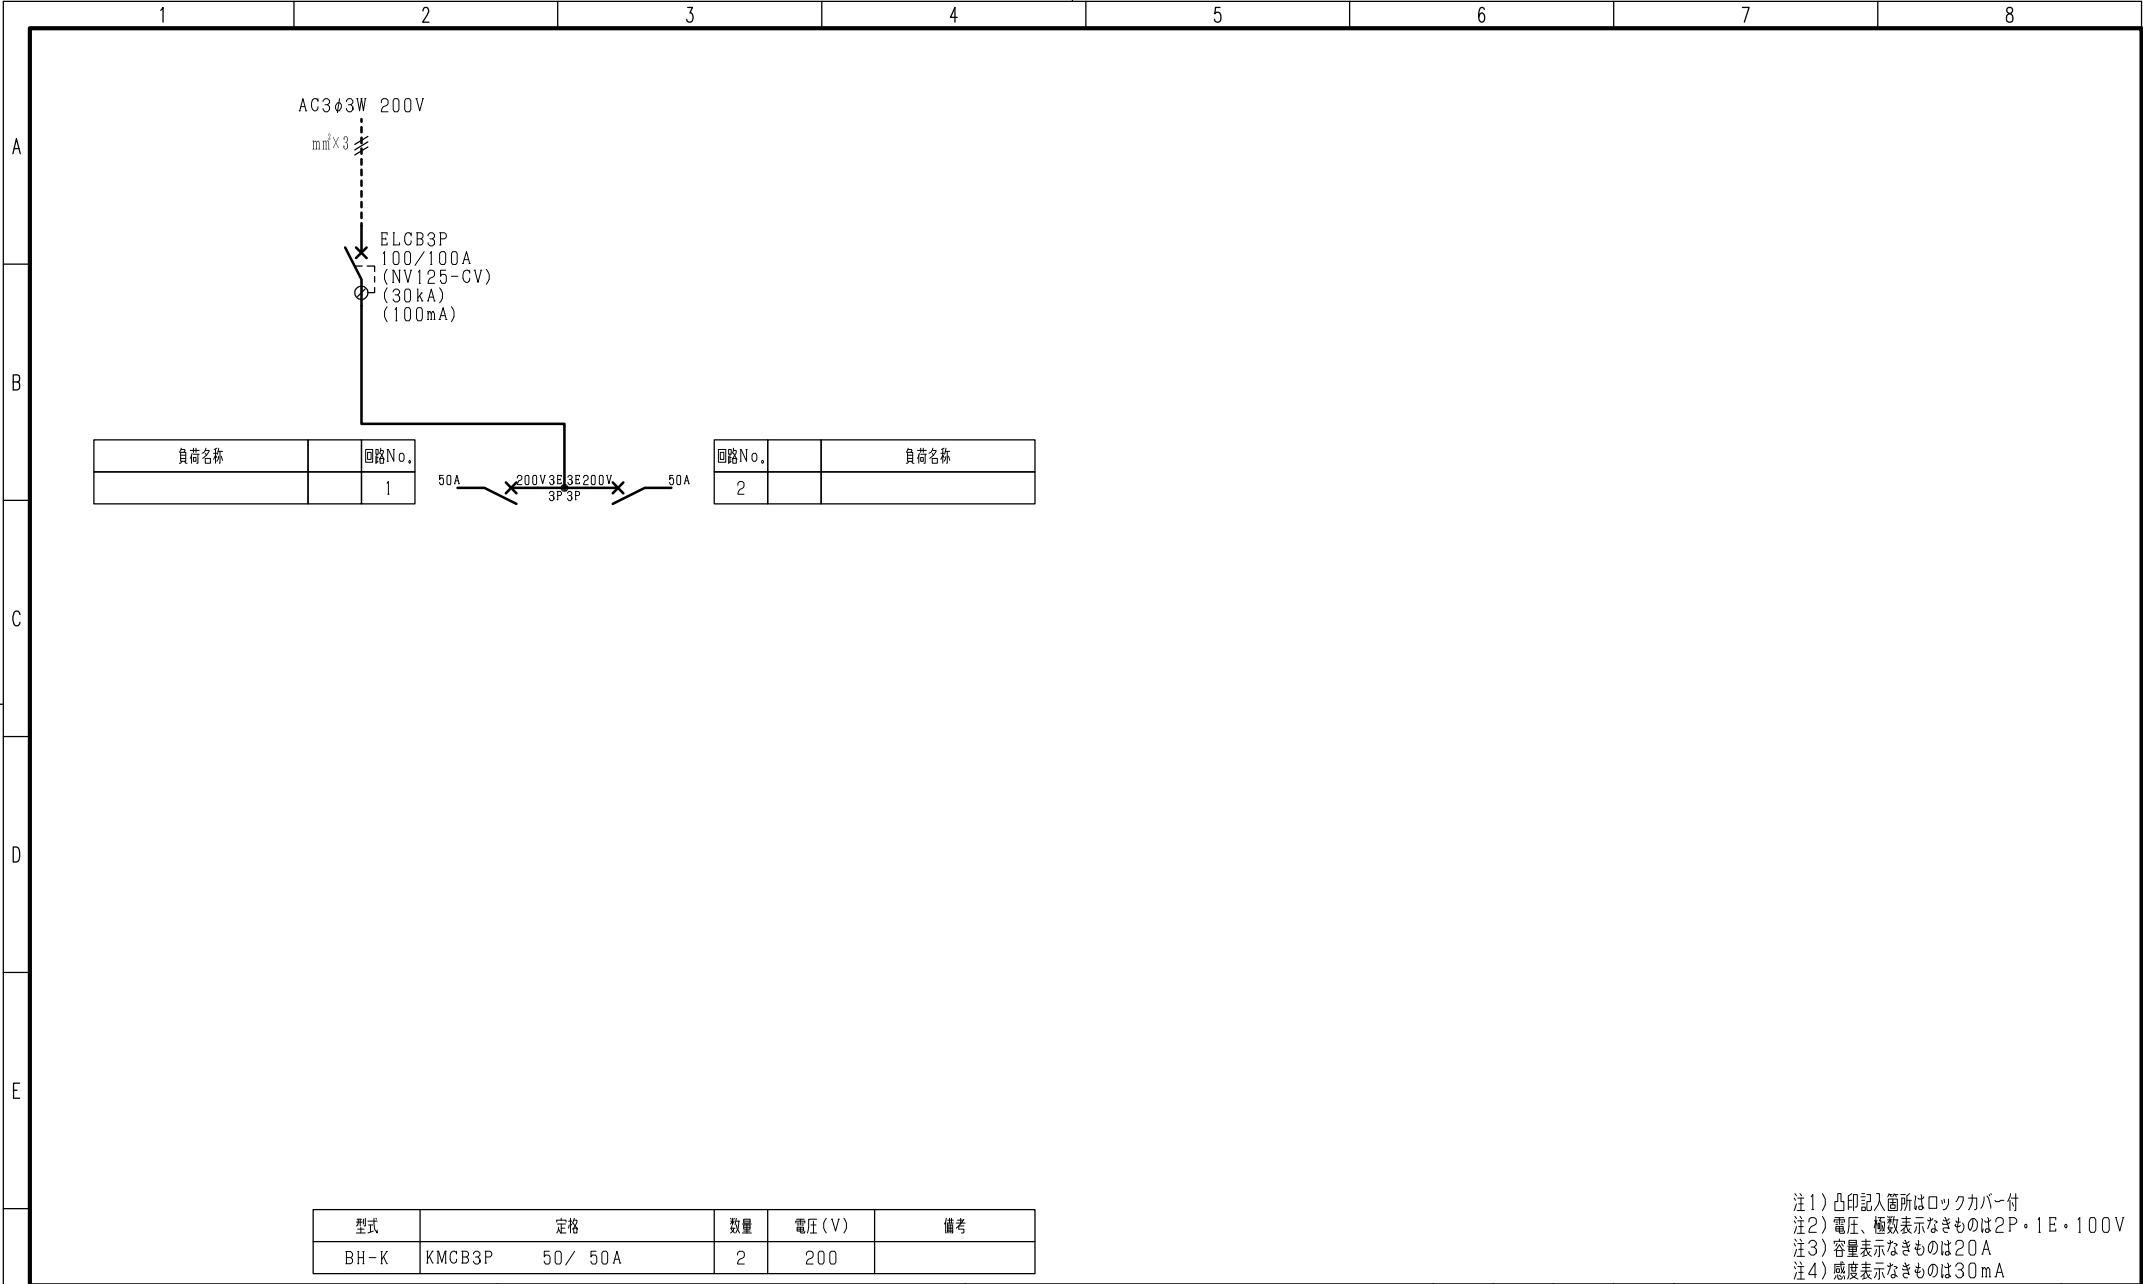 1 2 3 4 5 6 7 8
A
B
C
D
E
AC3φ3W 200V
mm²×3
ELCB3P
100/100A
(NV125-CV)
(30kA)
(100mA)
負荷名称 回路No.
1
50A 200V3E 3E200V 50A
3P 3P
回路No. 負荷名称
2
型式 定格 数量 電圧(V) 備考
BH-K KMCB3P 50/ 50A 2 200
注1)凸印記入箇所はロックカバー付
注2)電圧、極数表示なきものは2P・1E・100V
注3)容量表示なきものは20A
注4)感度表示なきものは30mA